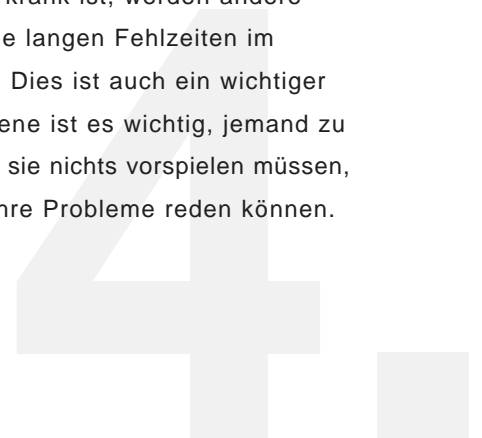 krank ist, werden andere
e langen Fehlzeiten im
Dies ist auch ein wichtiger
ene ist es wichtig, jemand zu
sie nichts vorspielen müssen,
hre Probleme reden können.
4.